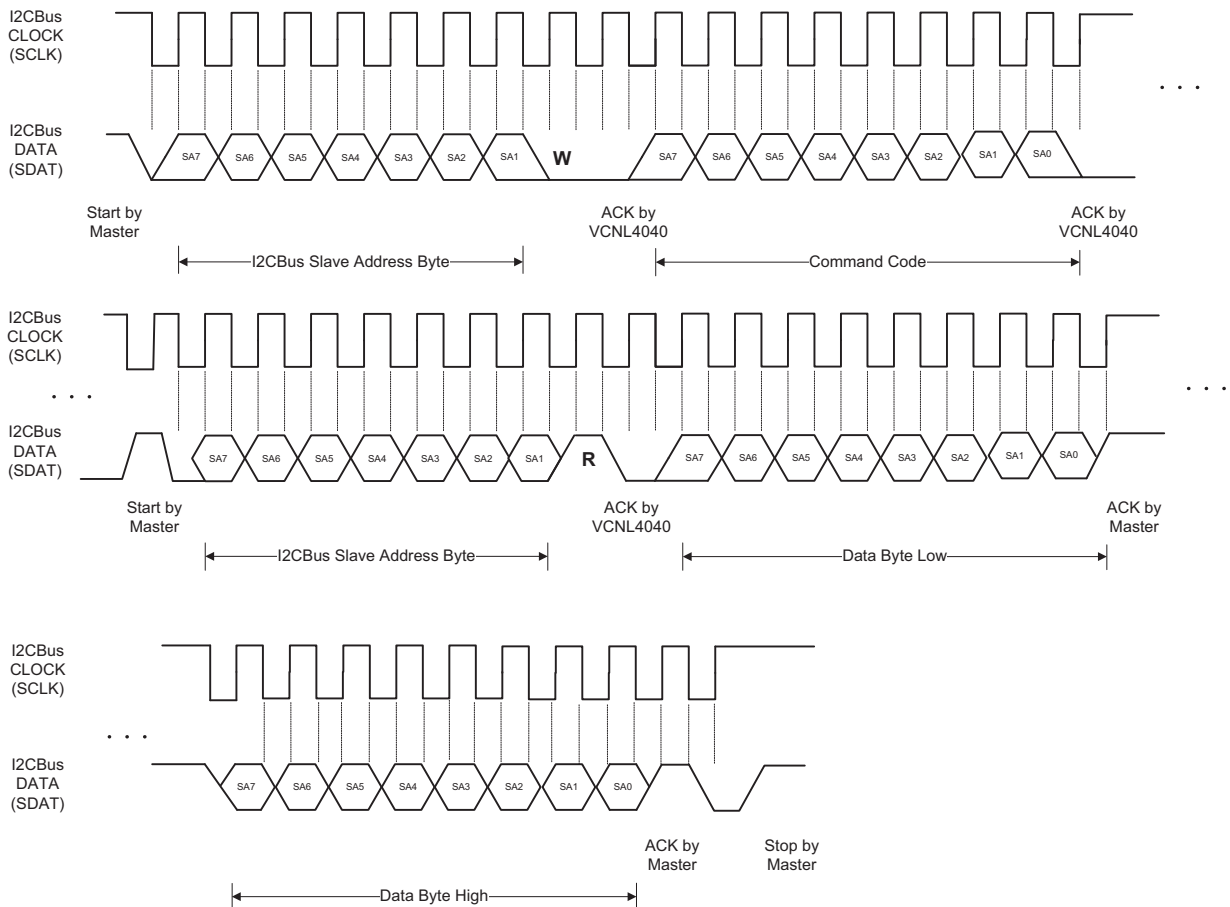 I2CBus
CLOCK
(SCLK)
. . .
I2CBus
DATA
(SDAT)
SA7 SA6 SA5 SA4 SA3 SA2 SA1 W SA7 SA6 SA5 SA4 SA3 SA2 SA1 SA0
Start by
Master
ACK by
VCNL4040
ACK by
VCNL4040
I2CBus Slave Address Byte
Command Code
I2CBus
CLOCK
(SCLK)
. . .
. . .
I2CBus
DATA
(SDAT)
SA7 SA6 SA5 SA4 SA3 SA2 SA1 R SA7 SA6 SA5 SA4 SA3 SA2 SA1 SA0
Start by
Master
ACK by
VCNL4040
ACK by
Master
I2CBus Slave Address Byte
Data Byte Low
I2CBus
CLOCK
(SCLK)
. . .
I2CBus
DATA
(SDAT)
SA7 SA6 SA5 SA4 SA3 SA2 SA1 SA0
ACK by
Master
Stop by
Master
Data Byte High